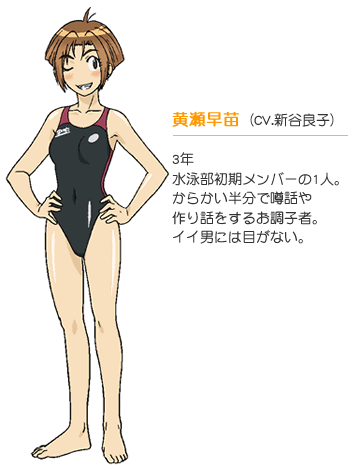 黄瀬早苗 (CV.新谷良子)
3年
水泳部初期メンバーの1人。
からかい半分で噂話や
作り話をするお調子者。
イイ男には目がない。